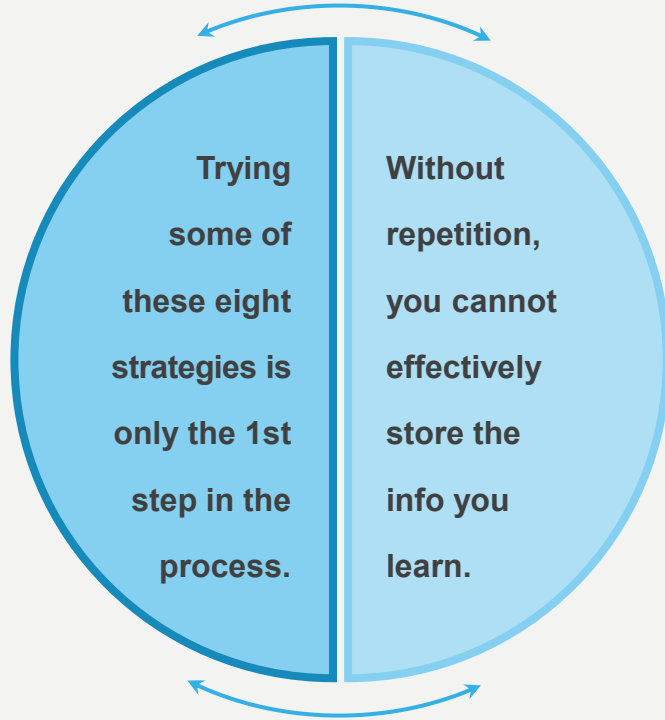 Trying
some of
these eight
strategies is
only the 1st
step in the
process.
Without
repetition,
you cannot
effectively
store the
info you
learn.